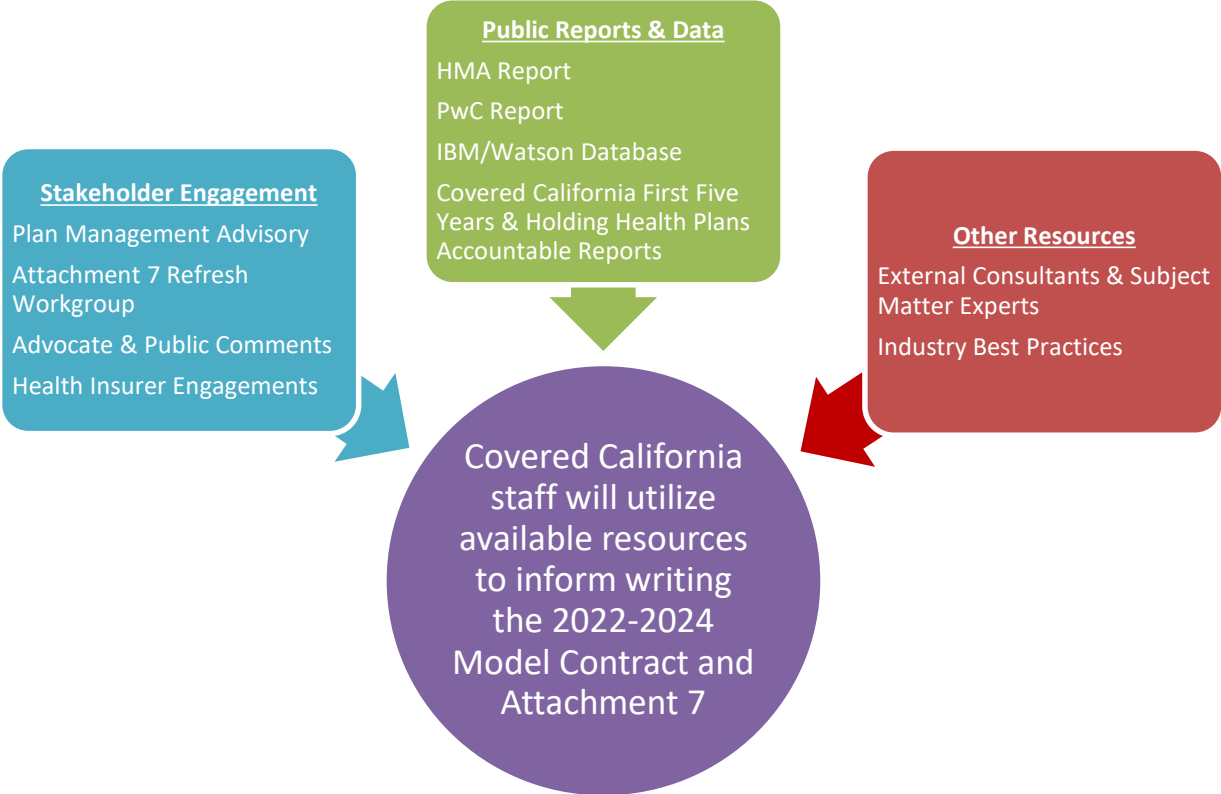 Public Reports & Data
HMA Report
PwC Report
IBM/Watson Database
Covered California First Five
Years & Holding Health Plans
Accountable Reports
Stakeholder Engagement
Plan Management Advisory
Attachment 7 Refresh
Workgroup
Advocate & Public Comments
Health Insurer Engagements
Other Resources
External Consultants & Subject
Matter Experts
Industry Best Practices
Covered California
staff will utilize
available resources
to inform writing
the 2022-2024
Model Contract and
Attachment 7